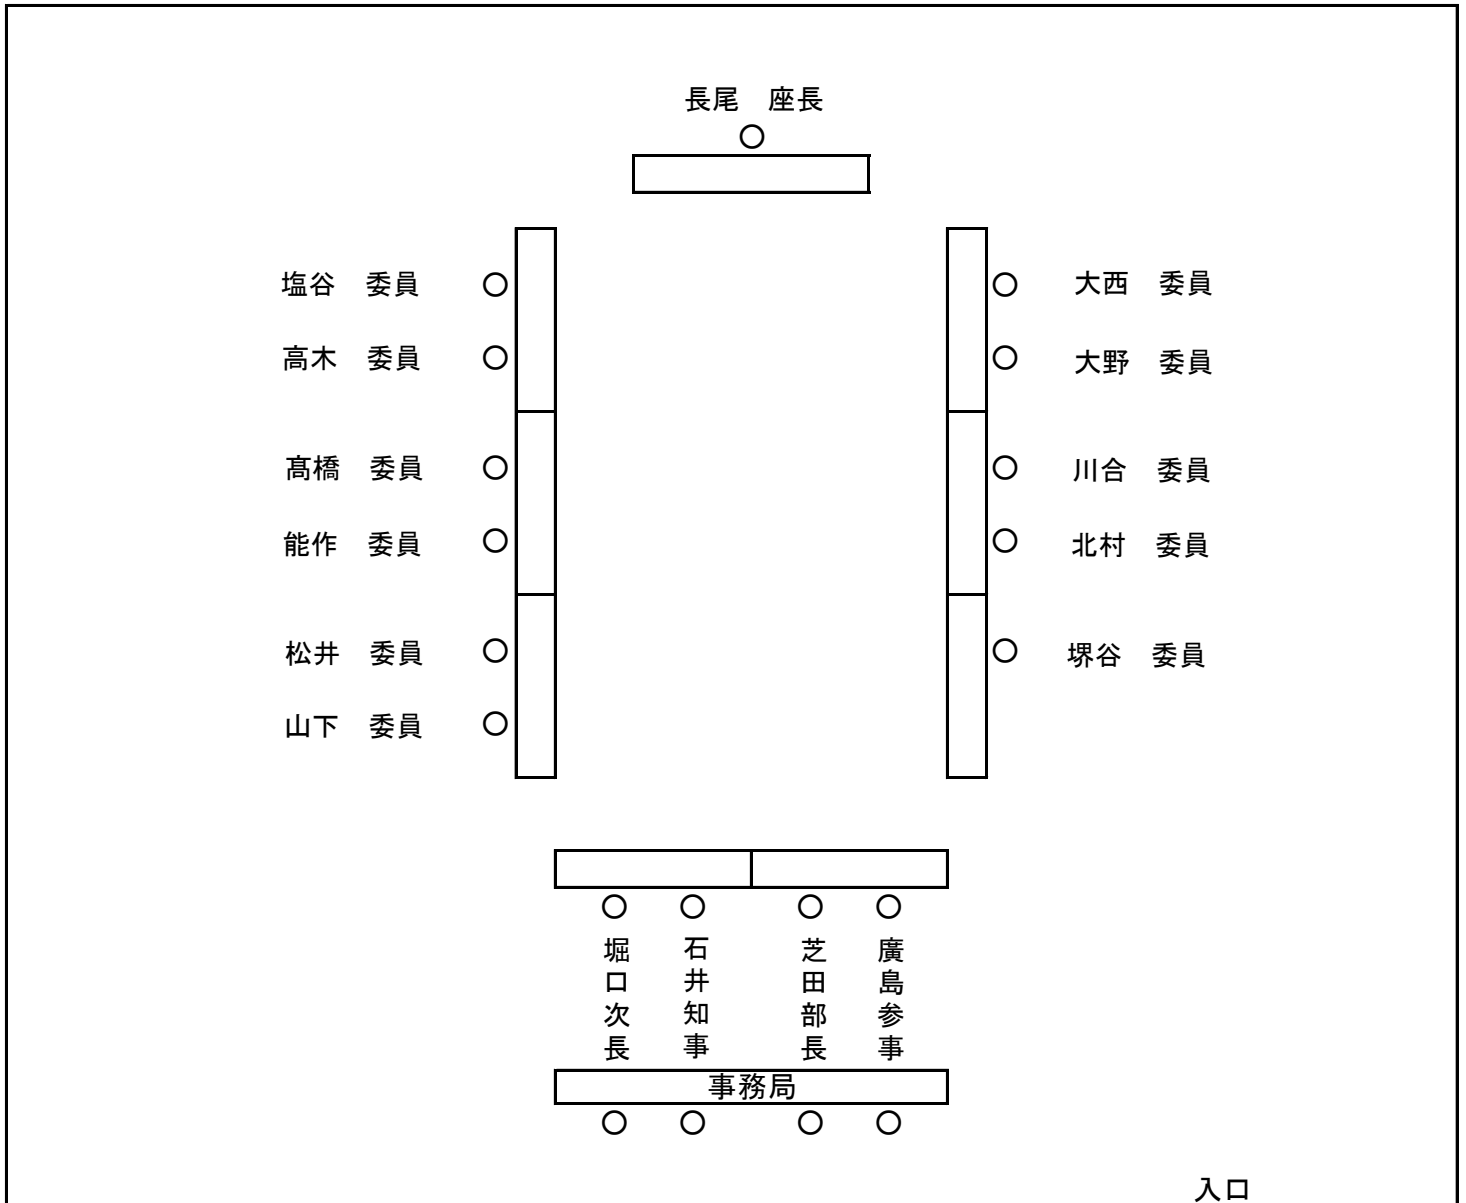 長尾　座長
塩谷　委員
大西　委員
高木　委員
大野　委員
髙橋　委員
川合　委員
能作　委員
北村　委員
松井　委員
堺谷　委員
山下　委員
堀口次長
石井知事
芝田部長
廣島参事
事務局
入口